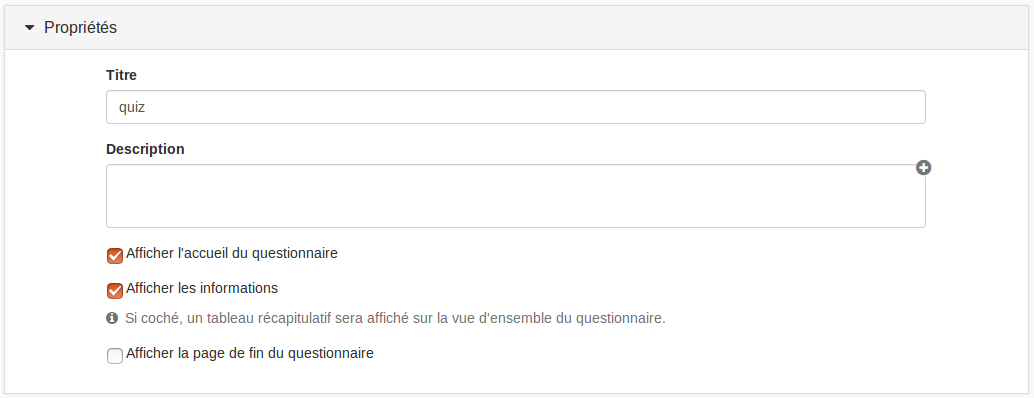 Propriétés
Titre
quiz
Description
Afficher l'accueil du questionnaire
Afficher les informations
Si coché, un tableau récapitulatif sera affiché sur la vue d'ensemble du questionnaire.
Afficher la page de fin du questionnaire